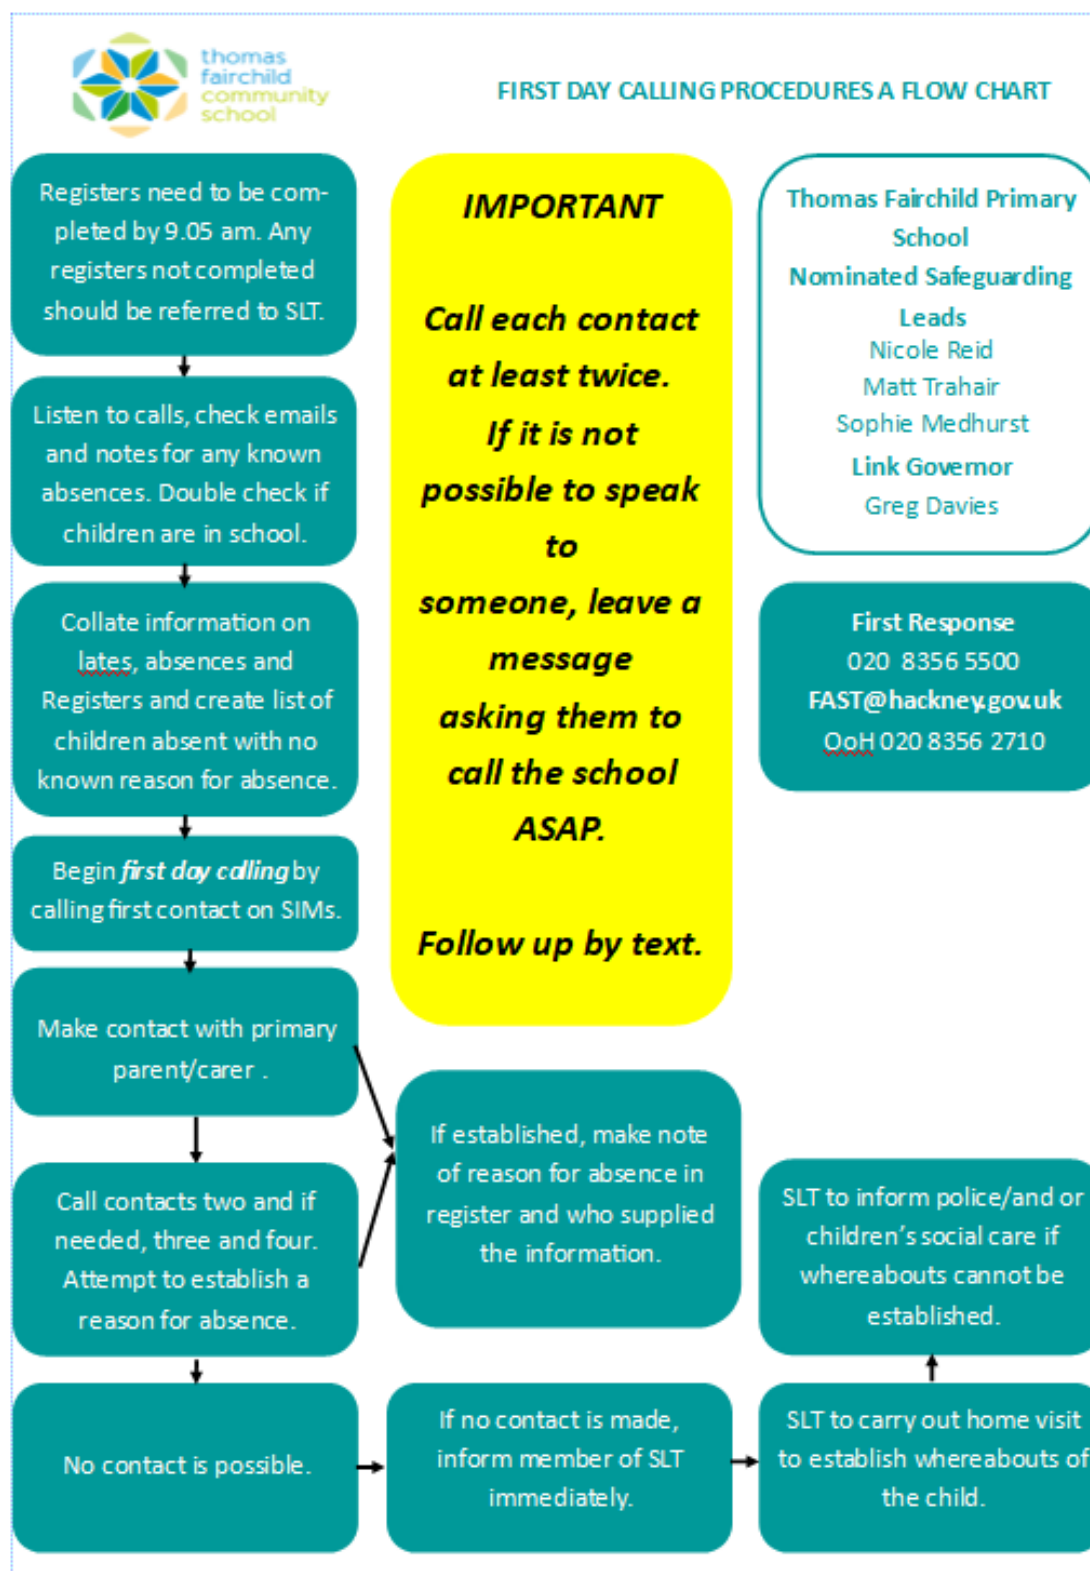 thomas
fairchild
community
school
FIRST DAY CALLING PROCEDURES A FLOW CHART
Registers need to be com-
pleted by 9.05 am. Any
registers not completed
should be referred to SLT.
Listen to calls, check emails
and notes for any known
absences. Double check if
children are in school.
Collate information on
lates, absences and
Registers and create list of
children absent with no
known reason for absence.
Begin first day calling by
calling first contact on SIMs.
Make contact with primary
parent/carer .
Call contacts two and if
needed, three and four.
Attempt to establish a
reason for absence.
No contact is possible.
IMPORTANT
Call each contact
at least twice.
If it is not
possible to speak
to
someone, leave a
message
asking them to
call the school
ASAP.
Follow up by text.
If established, make note
of reason for absence in
register and who supplied
the information.
If no contact is made,
inform member of SLT
immediately.
Thomas Fairchild Primary
School
Nominated Safeguarding
Leads
Nicole Reid
Matt Trahair
Sophie Medhurst
Link Governor
Greg Davies
First Response
020 8356 5500
FAST@hackney.gov.uk
OoH 020 8356 2710
SLT to inform police/and or
children's social care if
whereabouts cannot be
established.
SLT to carry out home visit
to establish whereabouts of
the child.